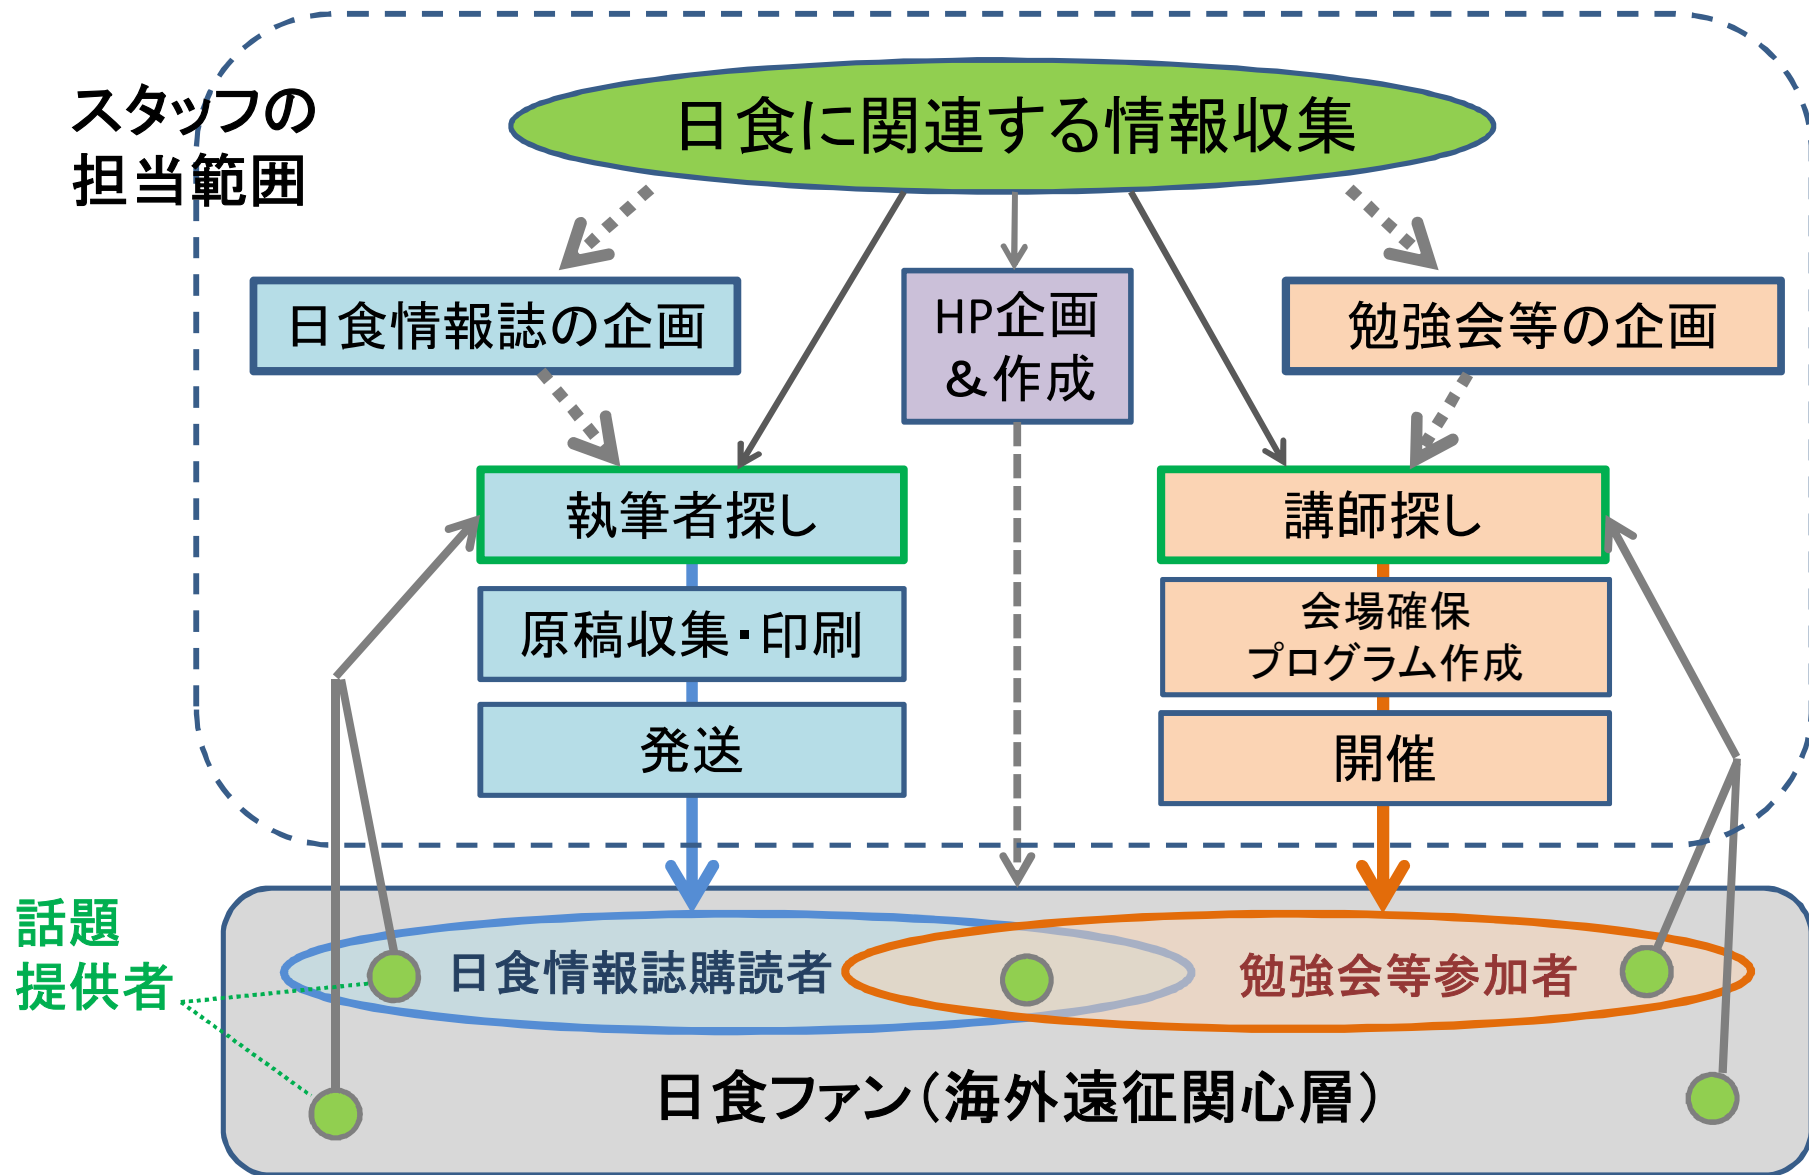 スタッフの
担当範囲
日食に関連する情報収集
日食情報誌の企画
HP企画
&作成
勉強会等の企画
執筆者探し
講師探し
原稿収集・印刷
会場確保
プログラム作成
発送
開催
話題
提供者
日食情報誌購読者
勉強会等参加者
日食ファン(海外遠征関心層)